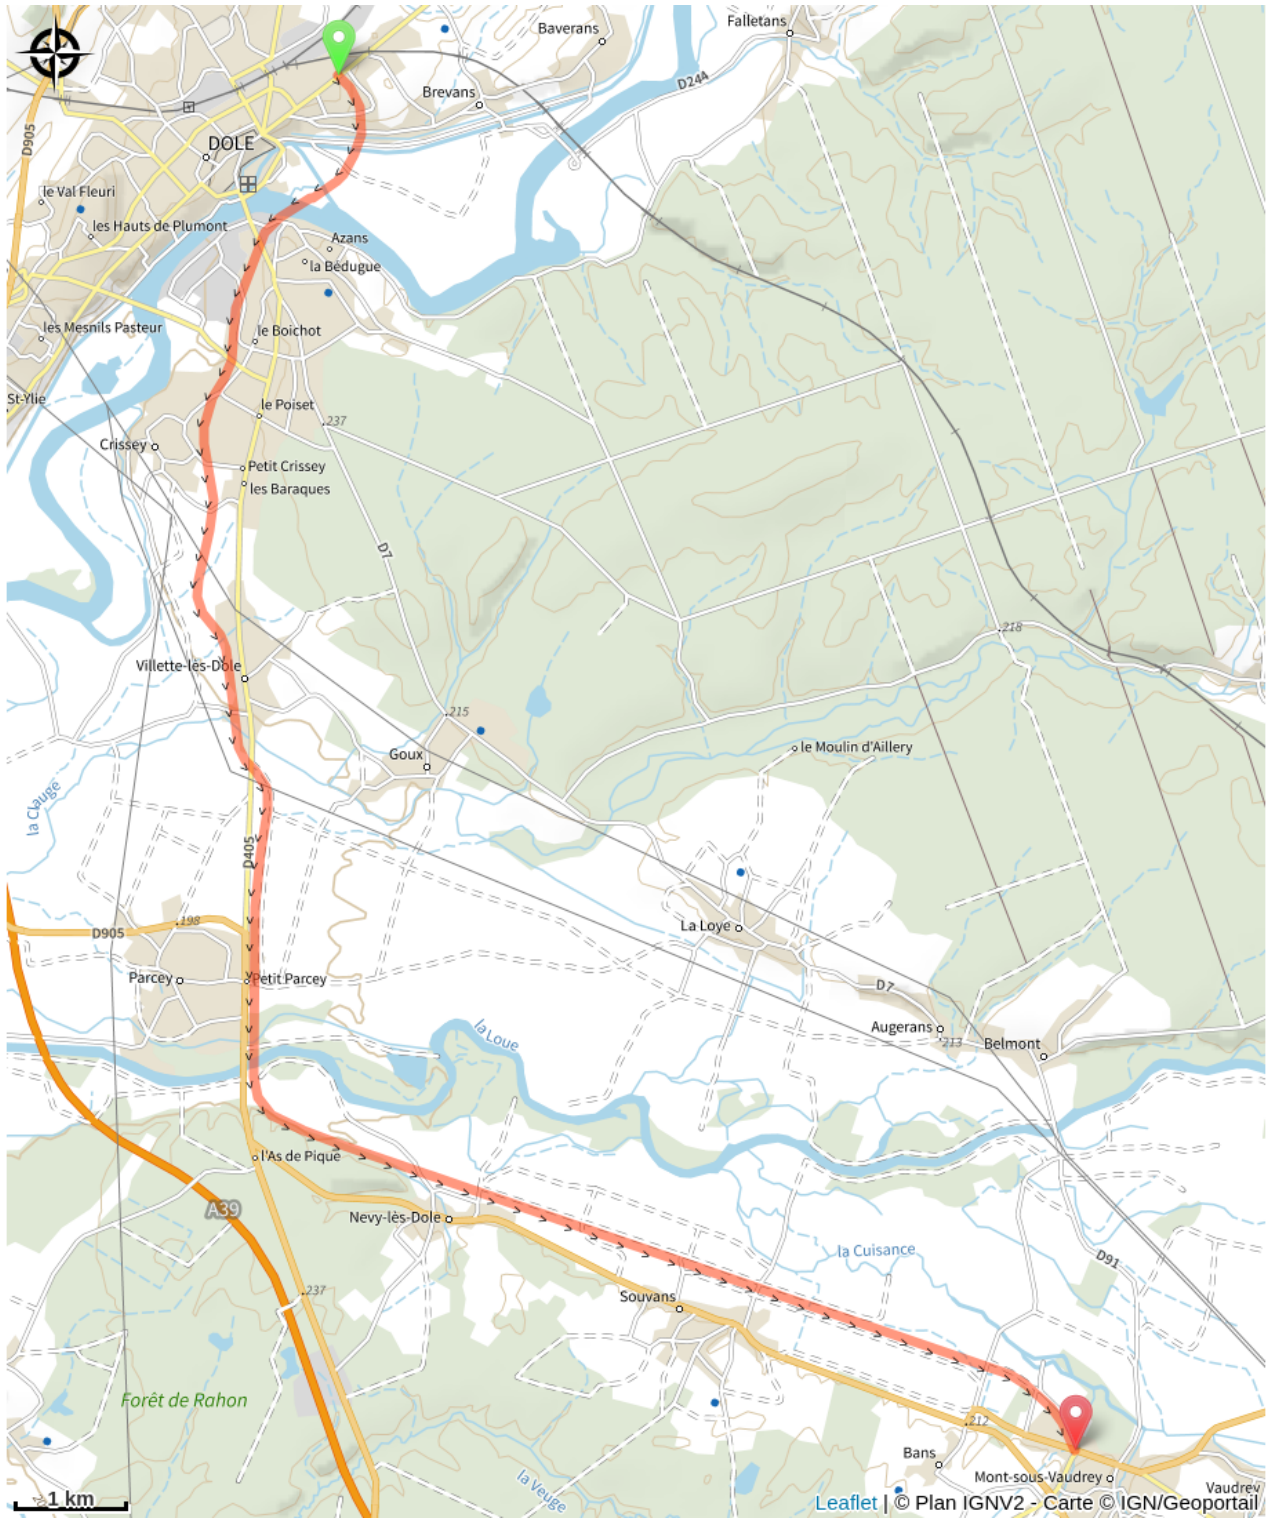 Falletans
Baverans
D244
Brevans
D905
DOLE
le Val Fleuri
les Hauts de Plumont
Azans
la Bédugue
les Mesnils Pasteur
le Boichot
St-Ylie
le Poiset
237
Crissey
Petit Crissey
les Baraques
D7
218
Villette-lès-Dole
215
Goux
le Moulin d'Aillery
la Clauge
D405
198
D905
La Loye
Parcey
Petit Parcey
D7
la Loue
Augerans
213
Belmont
l'As de Pique
A39
Nevy-lès-Dole
la Cuisance
D91
237
Souvans
Forêt de Rahon
212
Bans
Mont-sous-Vaudrey
la Veuge
Vaudrey
1 km
Leaflet | © Plan IGNV2 - Carte © IGN/Geoportail